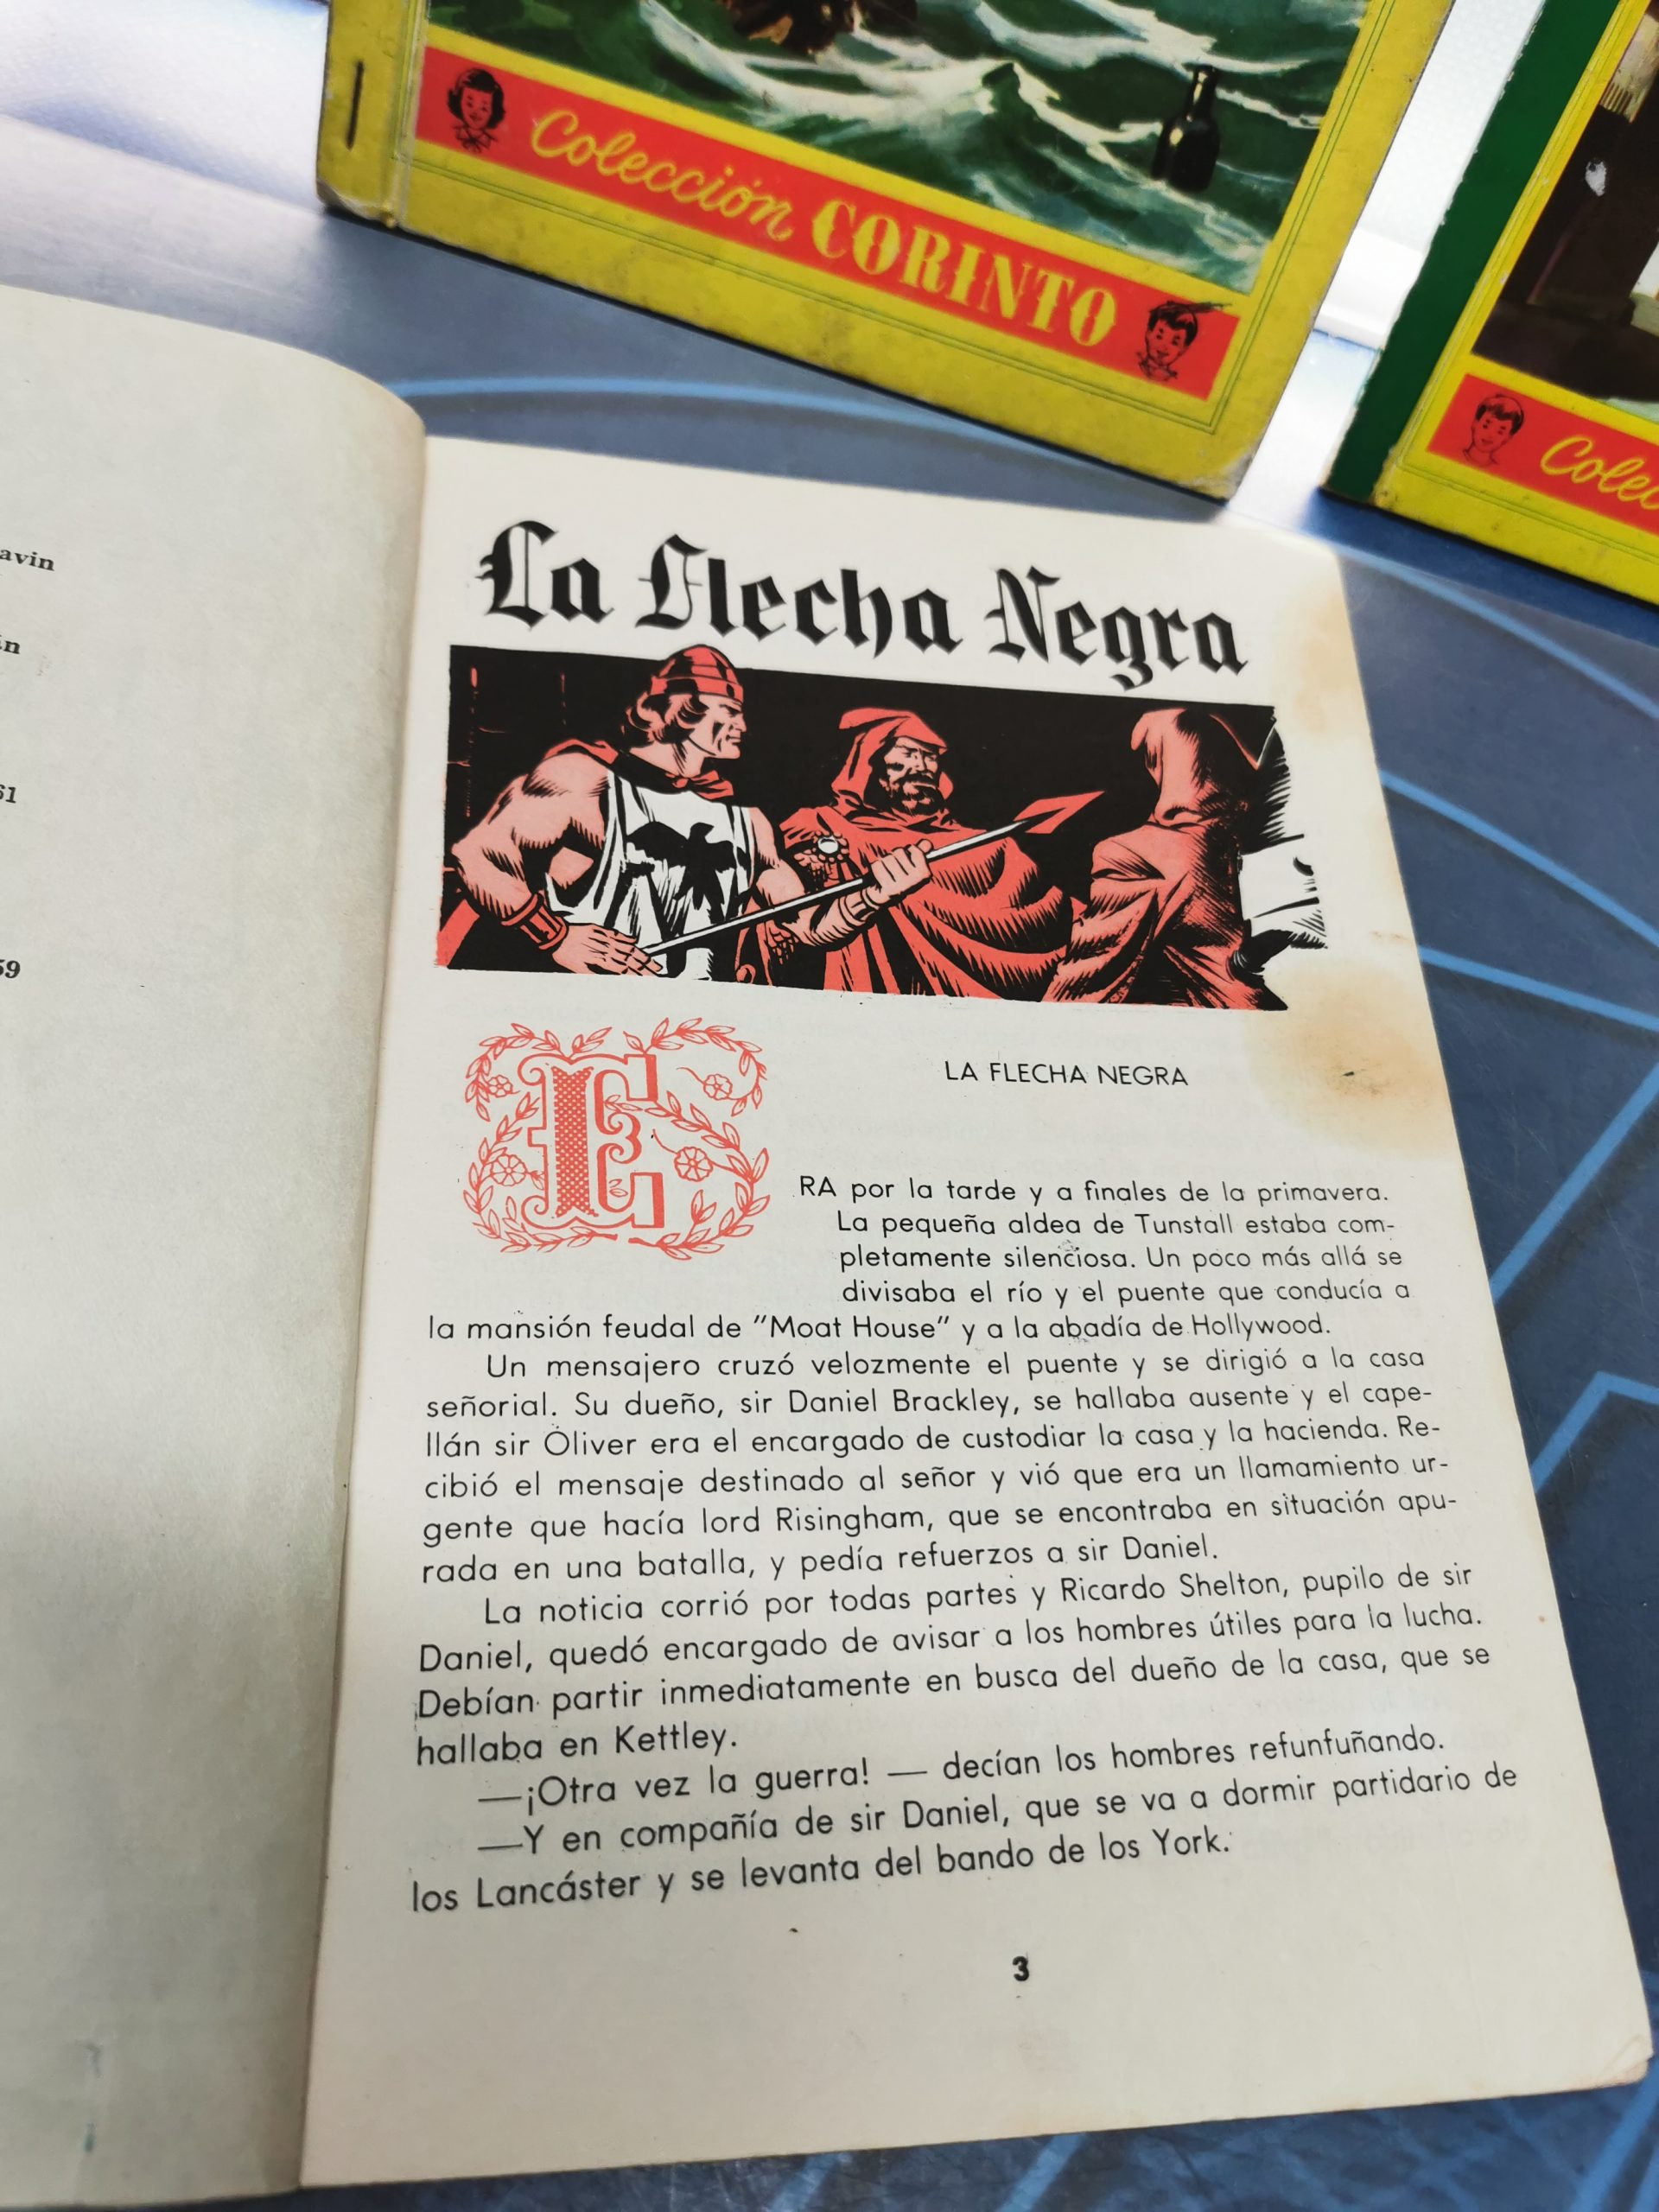 Colección CORINTO
Colec
avin
in
61
59
La Flecha Negra
LA FLECHA NEGRA
ERA por la tarde y a finales de la primavera.
La pequeña aldea de Tunstall estaba com-
pletamente silenciosa. Un poco más allá se
divisaba el río y el puente que conducía a
la mansión feudal de "Moat House" y a la abadía de Hollywood.
Un mensajero cruzó velozmente el puente y se dirigió a la casa
señorial. Su dueño, sir Daniel Brackley, se hallaba ausente y el cape-
llán sir Oliver era el encargado de custodiar la casa y la hacienda. Re-
cibió el mensaje destinado al señor y vió que era un llamamiento ur-
gente que hacía lord Risingham, que se encontraba en situación apu-
rada en una batalla, y pedía refuerzos a sir Daniel.
La noticia corrió por todas partes y Ricardo Shelton, pupilo de sir
Daniel, quedó encargado de avisar a los hombres útiles para la lucha.
Debían partir inmediatamente en busca del dueño de la casa, que se
hallaba en Kettley.
—¡Otra vez la guerra! — decían los hombres refunfuñando.
—Y en compañía de sir Daniel, que se va a dormir partidario de
los Lancáster y se levanta del bando de los York.
3